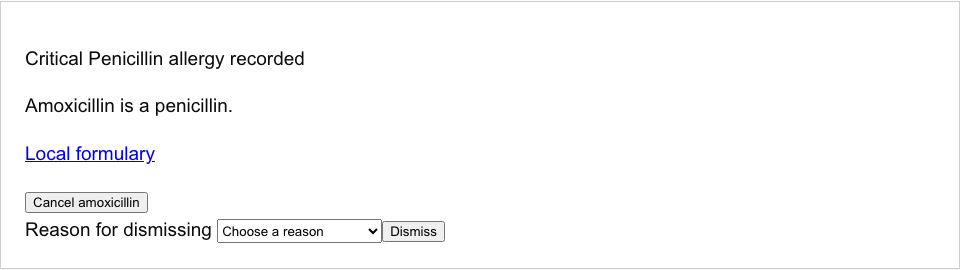 Critical Penicillin allergy recorded
Amoxicillin is a penicillin.
Local formulary
Cancel amoxicillin
Reason for dismissing Choose a reason Dismiss